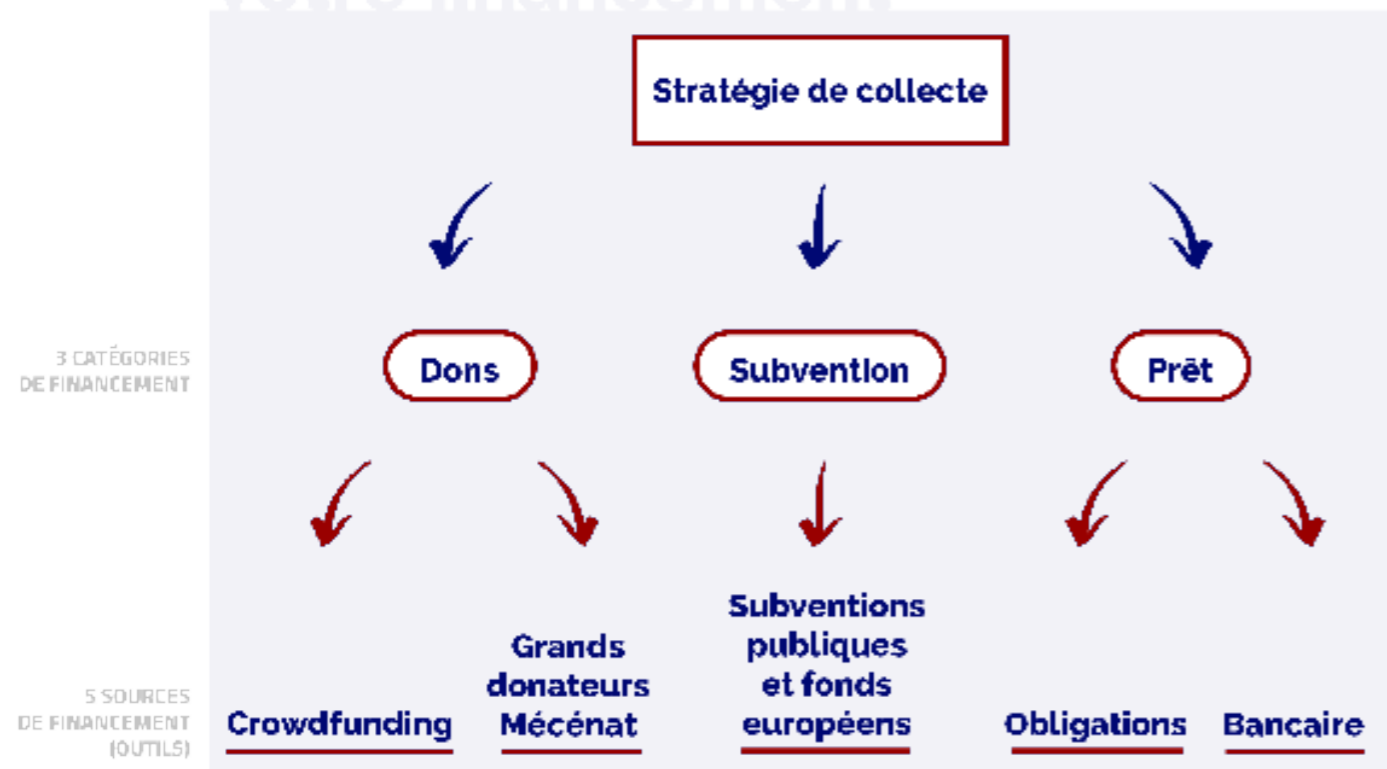 Stratégie de collecte
3 CATÉGORIES
DE FINANCEMENT
Dons
Subvention
Prêt
5 SOURCES
DE FINANCEMENT
(OUTILS)
Crowdfunding
Grands
donateurs
Mécénat
Subventions
publiques
et fonds
européens
Obligations
Bancaire